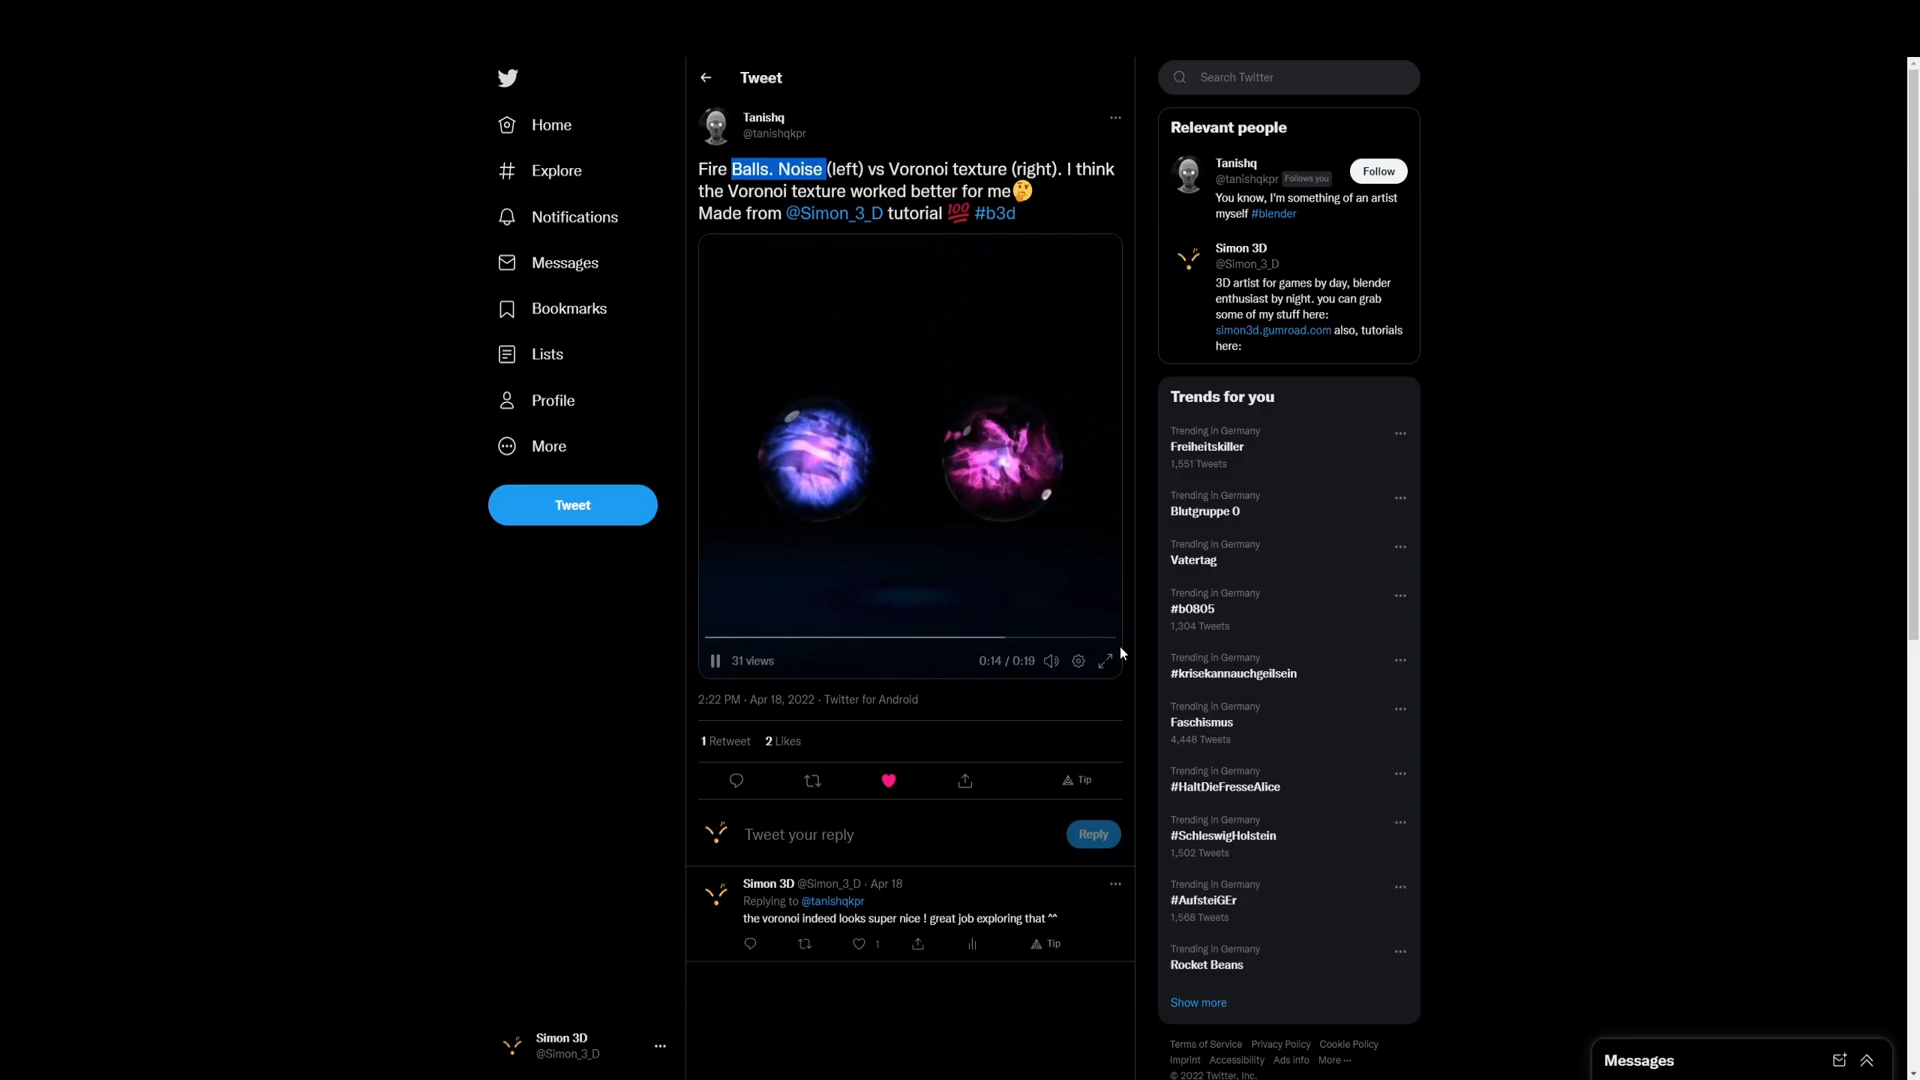 Home
Explore
Notifications
Messages
Bookmarks
Lists
Profile
More
Tweet
Simon 3D
@Simon_3_D
Tweet
Tanishq
@tanishqkpr
Fire Balls. Noise (left) vs Voronoi texture (right). I think
the Voronoi texture worked better for me🤔
Made from @Simon_3_D tutorial 💯 #b3d
31 views
0:14 / 0:19
2:22 PM · Apr 18, 2022 · Twitter for Android
1 Retweet 2 Likes
Tip
Tweet your reply
Reply
Simon 3D @Simon_3_D · Apr 18
Replying to @tanishqkpr
the voronoi indeed looks super nice ! great job exploring that ^^
1
Tip
Search Twitter
Relevant people
Tanishq
@tanishqkpr Follows you
Follow
You know, I'm something of an artist
myself #blender
Simon 3D
@Simon_3_D
3D artist for games by day, blender
enthusiast by night. you can grab
some of my stuff here:
simon3d.gumroad.com also, tutorials
here:
Trends for you
Trending in Germany
Freiheitskiller
1,551 Tweets
Trending in Germany
Blutgruppe 0
Trending in Germany
Vatertag
Trending in Germany
#b0805
1,304 Tweets
Trending in Germany
#krisekannauchgeilsein
Trending in Germany
Faschismus
4,448 Tweets
Trending in Germany
#HaltDieFresseAlice
Trending in Germany
#SchleswigHolstein
1,502 Tweets
Trending in Germany
#AufsteiGEr
1,568 Tweets
Trending in Germany
Rocket Beans
Show more
Terms of Service Privacy Policy Cookie Policy
Imprint Accessibility Ads info More ···
© 2022 Twitter, Inc.
Messages